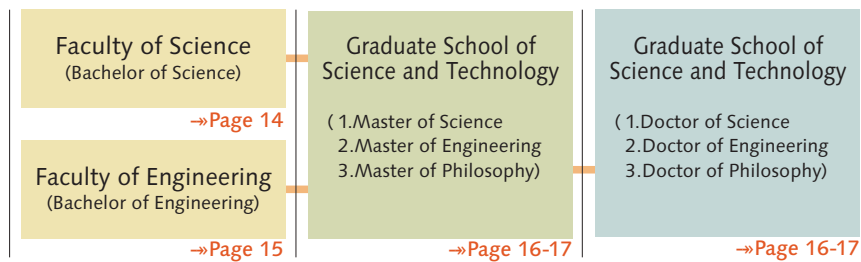 Faculty of Science
(Bachelor of Science)
→Page 14
Faculty of Engineering
(Bachelor of Engineering)
→Page 15
Graduate School of
Science and Technology
( 1.Master of Science
2.Master of Engineering
3.Master of Philosophy)
→Page 16-17
Graduate School of
Science and Technology
( 1.Doctor of Science
2.Doctor of Engineering
3.Doctor of Philosophy)
→Page 16-17